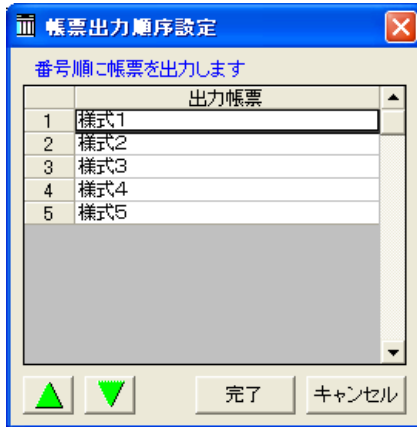 帳票出力順序設定
番号順に帳票を出力します
出力帳票
1 様式1
2 様式2
3 様式3
4 様式4
5 様式5
完了 キャンセル